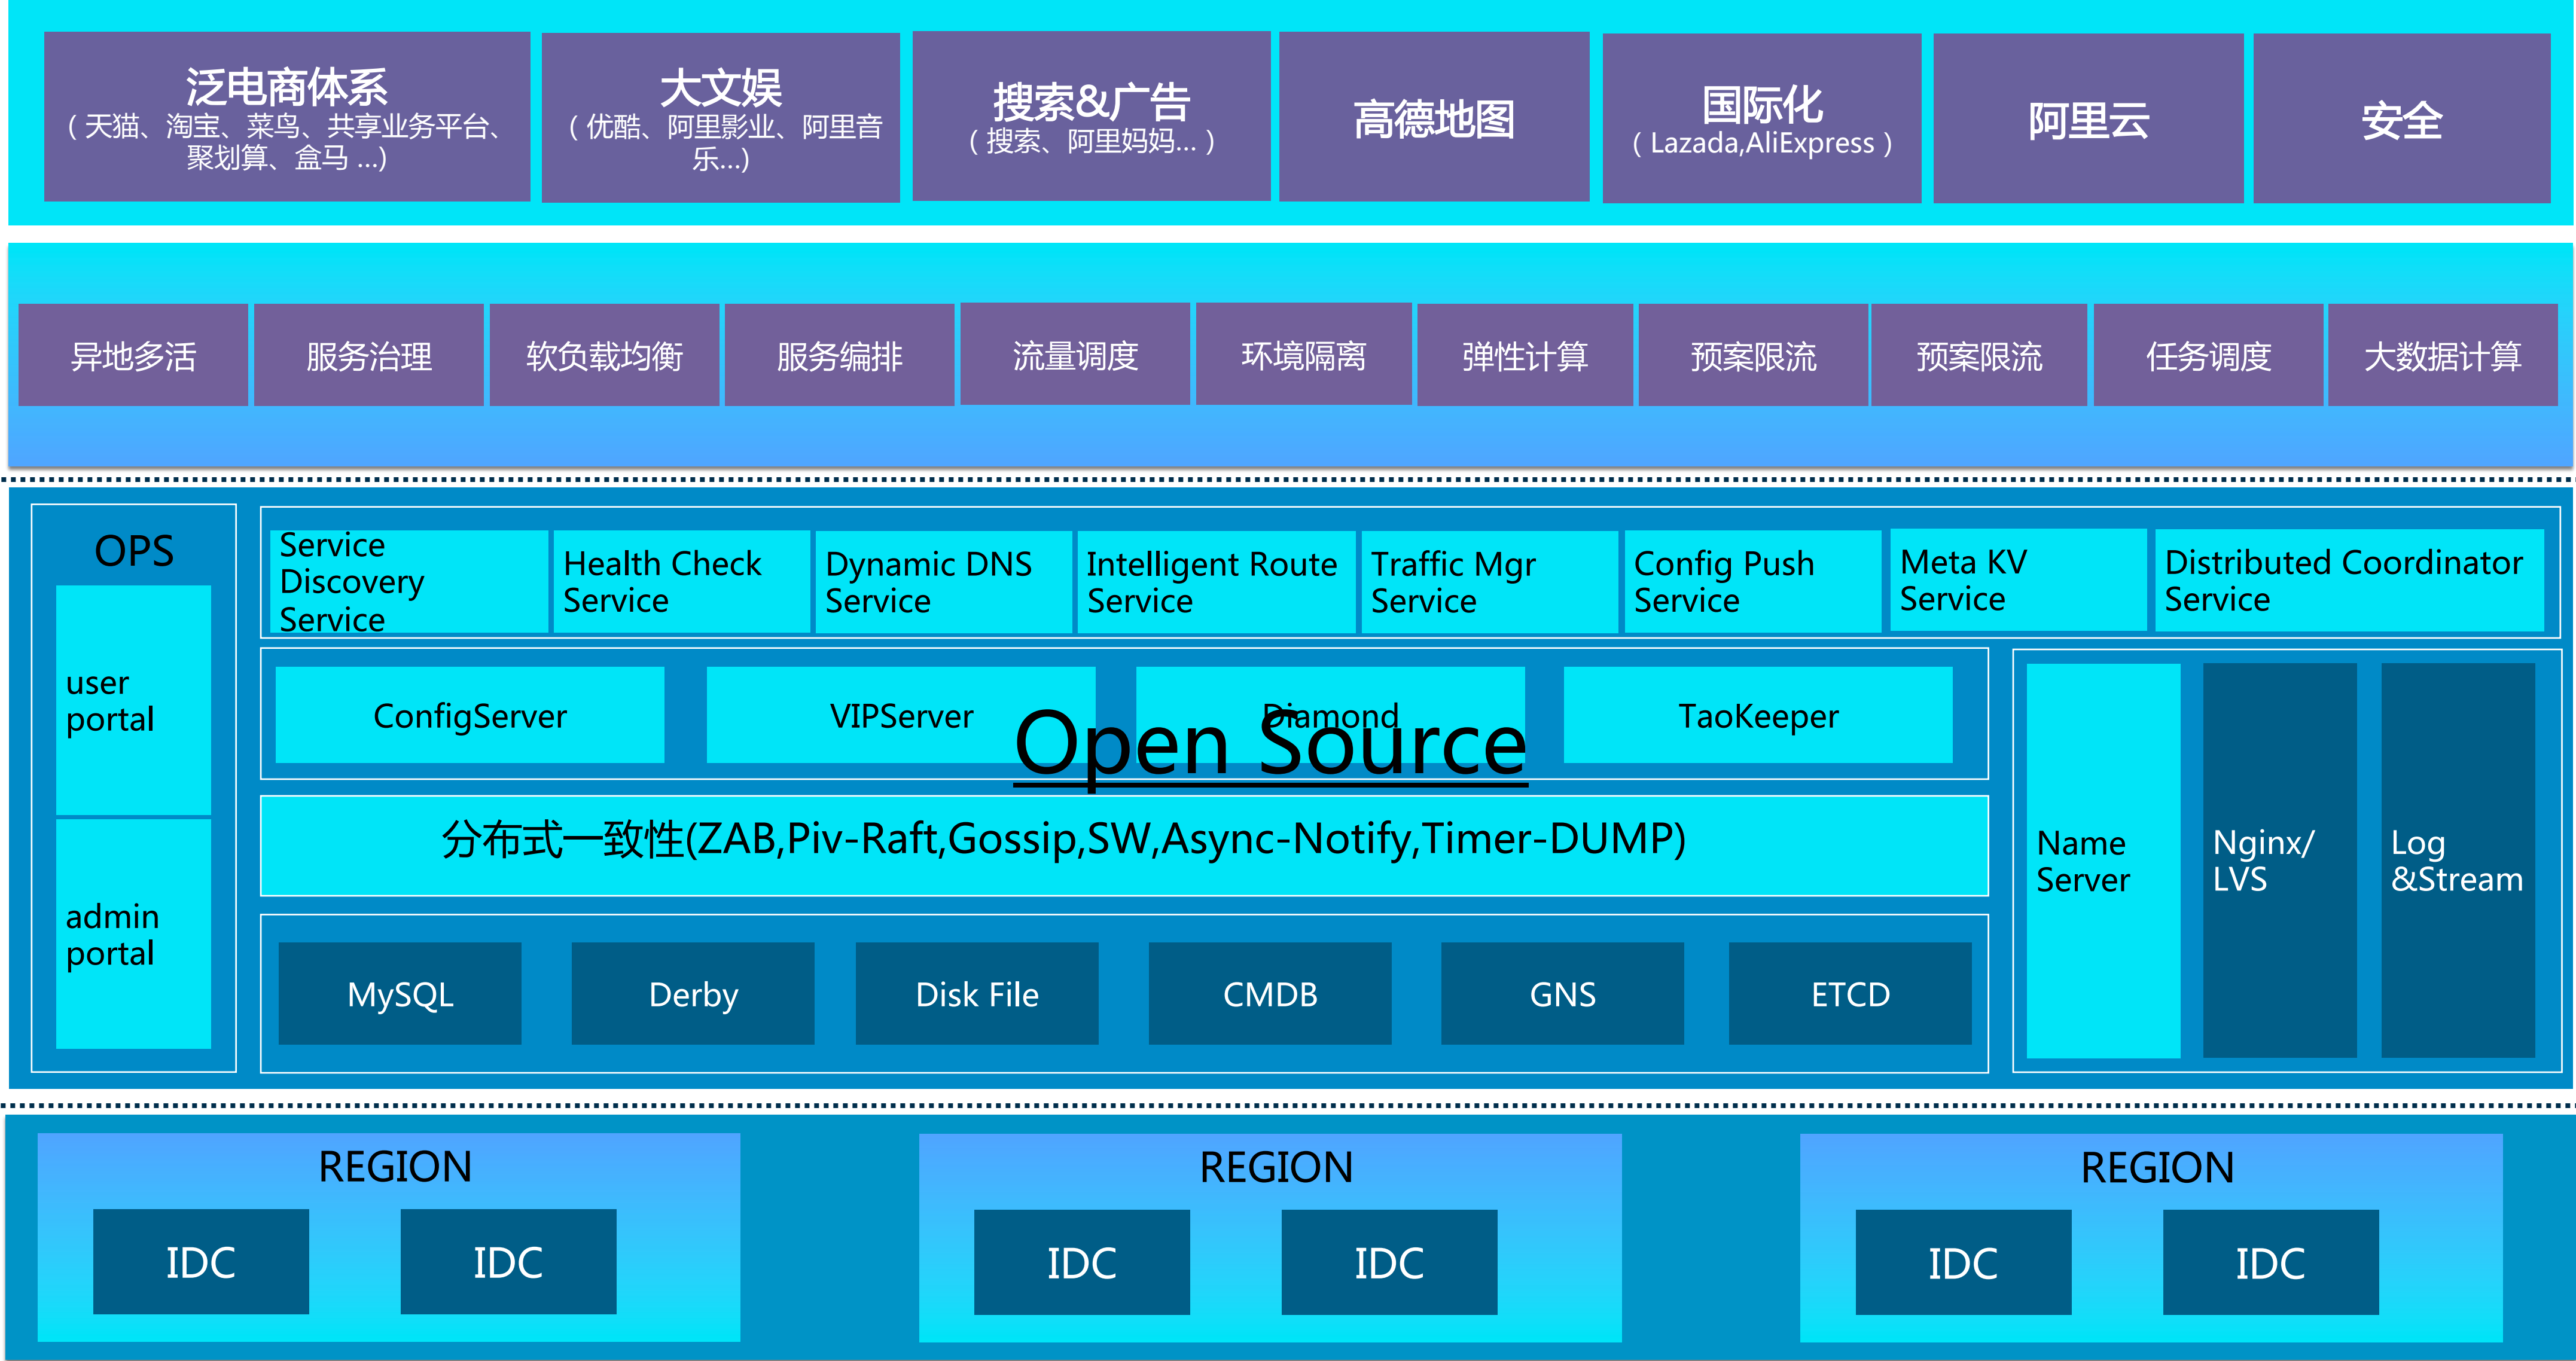 泛电商体系
（天猫、淘宝、菜鸟、共享业务平台、
聚划算、盒马 ...)
大文娱
（优酷、阿里影业、阿里音
乐...)
搜索&广告
（搜索、阿里妈妈...）
高德地图
国际化
（Lazada,AliExpress）
阿里云
安全
异地多活
服务治理
软负载均衡
服务编排
流量调度
环境隔离
弹性计算
预案限流
预案限流
任务调度
大数据计算
OPS
user
portal
admin
portal
Service
Discovery
Service
Health Check
Service
Dynamic DNS
Service
Intelligent Route
Service
Traffic Mgr
Service
Config Push
Service
Meta KV
Service
Distributed Coordinator
Service
ConfigServer
VIPServer
Diamond
TaoKeeper
Open Source
分布式一致性(ZAB,Piv-Raft,Gossip,SW,Async-Notify,Timer-DUMP)
MySQL
Derby
Disk File
CMDB
GNS
ETCD
Name
Server
Nginx/
LVS
Log
&Stream
REGION
IDC
IDC
REGION
IDC
IDC
REGION
IDC
IDC